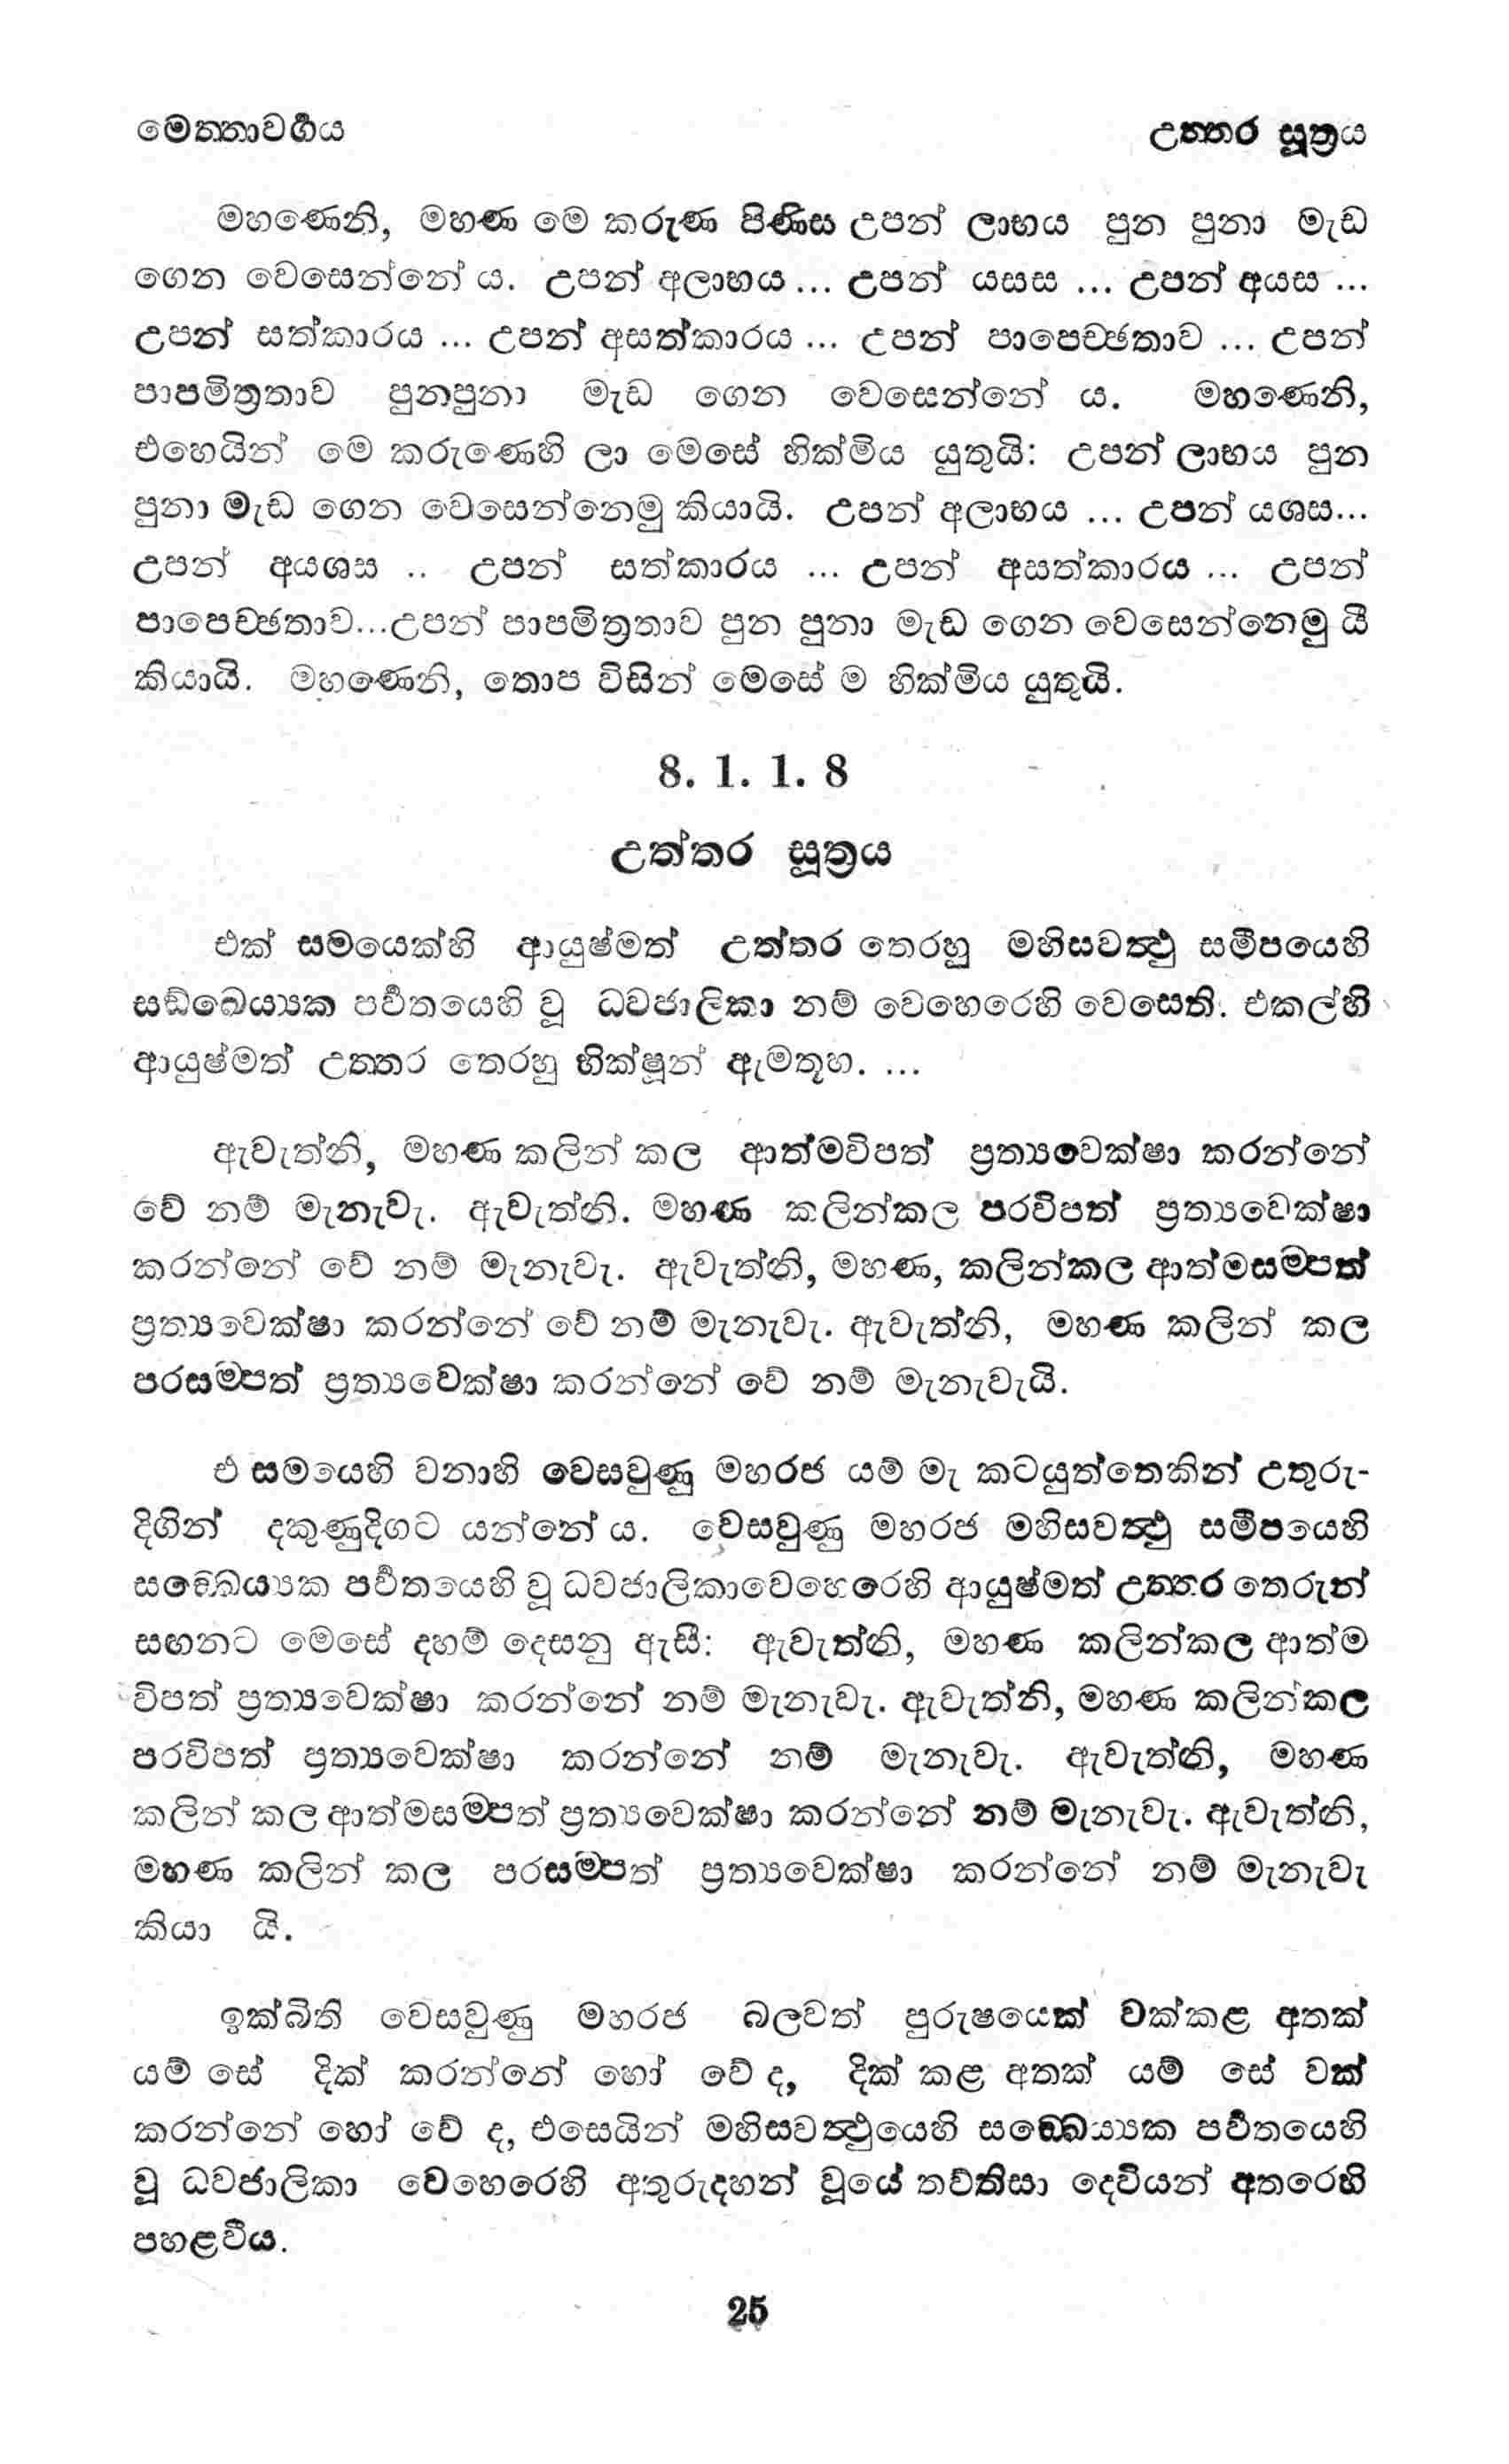 මෙත්තාවර්‍ගය
උත්තර සූත්‍රය
මහණෙනි, මහණ මෙ කරුණ පිණිස උපන් ලාභය පුන පුනා මැඩ
ගෙන වෙසෙන්නේ ය. උපන් අලාභය ... උපන් යසස ... උපන් අයස ...
උපන් සත්කාරය ... උපන් අසත්කාරය ... උපන් පාපෙච්ඡතාව ... උපන්
පාපමිත්‍රතාව පුනපුනා මැඩ ගෙන වෙසෙන්නේ ය. මහණෙනි,
එහෙයින් මෙ කරුණෙහි ලා මෙසේ හික්මිය යුතුයි: උපන් ලාභය පුන
පුනා මැඩ ගෙන වෙසෙන්නෙමු කියායි. උපන් අලාභය ... උපන් යශස...
උපන් අයශස .. උපන් සත්කාරය ... උපන් අසත්කාරය ... උපන්
පාපෙච්ඡතාව...උපන් පාපමිත්‍රතාව පුන පුනා මැඩ ගෙන වෙසෙන්නෙමු යි
කියායි. මහණෙනි, තොප විසින් මෙසේ ම හික්මිය යුතුයි.
8. 1. 1. 8
උත්තර සූත්‍රය
එක් සමයෙක්හි ආයුෂ්මත් උත්තර තෙරහු මහිසවත්‍ථු සමීපයෙහි
සඞ්ඛෙය්‍යක පර්‍වතයෙහි වූ ධවජාලිකා නම් වෙහෙරෙහි වෙසෙති. එකල්හි
ආයුෂ්මත් උත්තර තෙරහු භික්ෂූන් ඇමතූහ. ...
ඇවැත්නි, මහණ කලින් කල ආත්මවිපත් ප්‍රත්‍යවෙක්ෂා කරන්නේ
වේ නම් මැනැවැ. ඇවැත්නි. මහණ කලින්කල පරවිපත් ප්‍රත්‍යවෙක්ෂා
කරන්නේ වේ නම් මැනැවැ. ඇවැත්නි, මහණ, කලින්කල ආත්මසම්පත්
ප්‍රත්‍යවෙක්ෂා කරන්නේ වේ නම් මැනැවැ. ඇවැත්නි, මහණ කලින් කල
පරසම්පත් ප්‍රත්‍යවෙක්ෂා කරන්නේ වේ නම් මැනැවැයි.
එ සමයෙහි වනාහි වෙසවුණු මහරජ යම් මැ කටයුත්තෙකින් උතුරු-
දිගින් දකුණුදිගට යන්නේ ය. වෙසවුණු මහරජ මහිසවත්‍ථු සමීපයෙහි
සඞ්ඛෙය්‍යක පර්‍වතයෙහි වූ ධවජාලිකාවෙහෙරෙහි ආයුෂ්මත් උත්තර තෙරුන්
සඟනට මෙසේ දහම් දෙසනු ඇසී: ඇවැත්නි, මහණ කලින්කල ආත්ම
විපත් ප්‍රත්‍යවෙක්ෂා කරන්නේ නම් මැනැවැ. ඇවැත්නි, මහණ කලින්කල
පරවිපත් ප්‍රත්‍යවෙක්ෂා කරන්නේ නම් මැනැවැ. ඇවැත්නි, මහණ
කලින් කල ආත්මසම්පත් ප්‍රත්‍යවෙක්ෂා කරන්නේ නම් මැනැවැ. ඇවැත්නි,
මහණ කලින් කල පරසම්පත් ප්‍රත්‍යවෙක්ෂා කරන්නේ නම් මැනැවැ
කියා යි.
ඉක්බිති වෙසවුණු මහරජ බලවත් පුරුෂයෙක් වක්කළ අතක්
යම් සේ දික් කරන්නේ හෝ වේ ද, දික් කළ අතක් යම් සේ වක්
කරන්නේ හෝ වේ ද, එසෙයින් මහිසවත්‍ථුයෙහි සඞ්ඛෙය්‍යක පර්‍වතයෙහි
වූ ධවජාලිකා වෙහෙරෙහි අතුරුදහන් වූයේ තව්තිසා දෙවියන් අතරෙහි
පහළවීය.
25